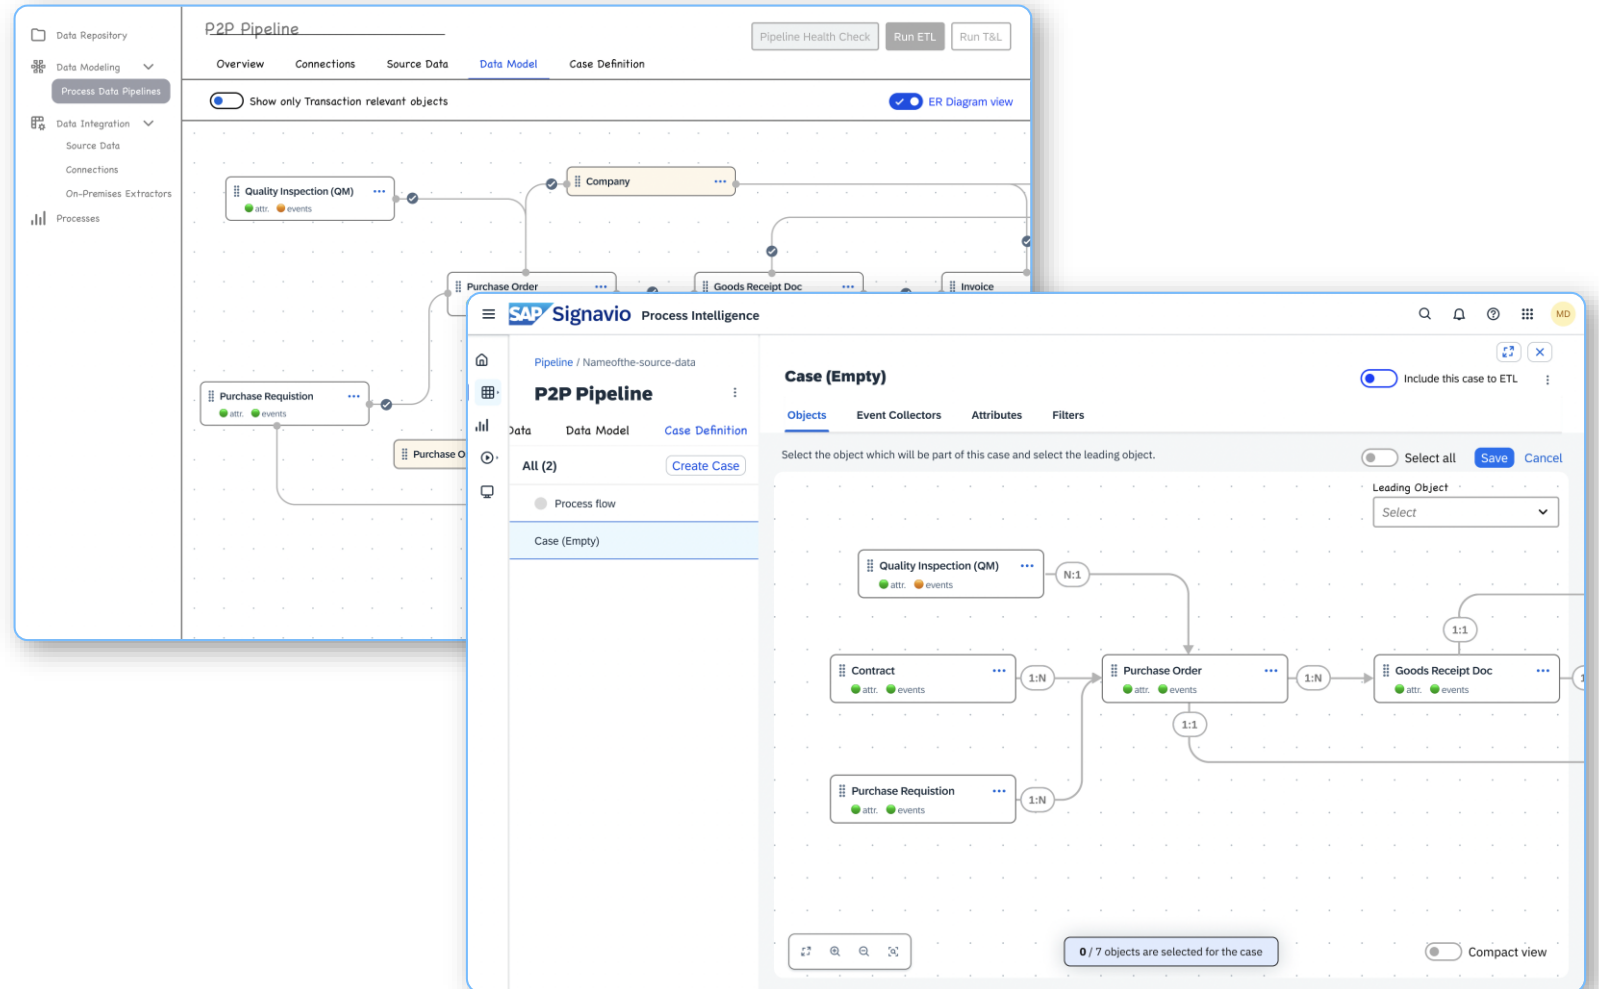 P2P Pipeline
Pipeline Health Check
Run ETL
Run T&L
Data Repository
Data Modeling
Process Data Pipelines
Data Integration
Source Data
Connections
On-Premises Extractors
Processes
Overview
Connections
Source Data
Data Model
Case Definition
Show only Transaction relevant objects
ER Diagram view
Quality Inspection (QM)
attr. events
Company
Purchase Order
Goods Receipt Doc
Invoice
Purchase Requistion
attr. events
Purchase O
SAP Signavio Process Intelligence
MD
Pipeline / Nameofthe-source-data
P2P Pipeline
Data
Data Model
Case Definition
All (2)
Create Case
Process flow
Case (Empty)
Case (Empty)
Include this case to ETL
Objects
Event Collectors
Attributes
Filters
Select the object which will be part of this case and select the leading object.
Select all
Save
Cancel
Leading Object
Select
Quality Inspection (QM)
attr. events
N:1
1:1
Contract
attr. events
1:N
Purchase Order
attr. events
1:N
Goods Receipt Doc
attr. events
1:1
Purchase Requistion
attr. events
1:N
0 / 7 objects are selected for the case
Compact view